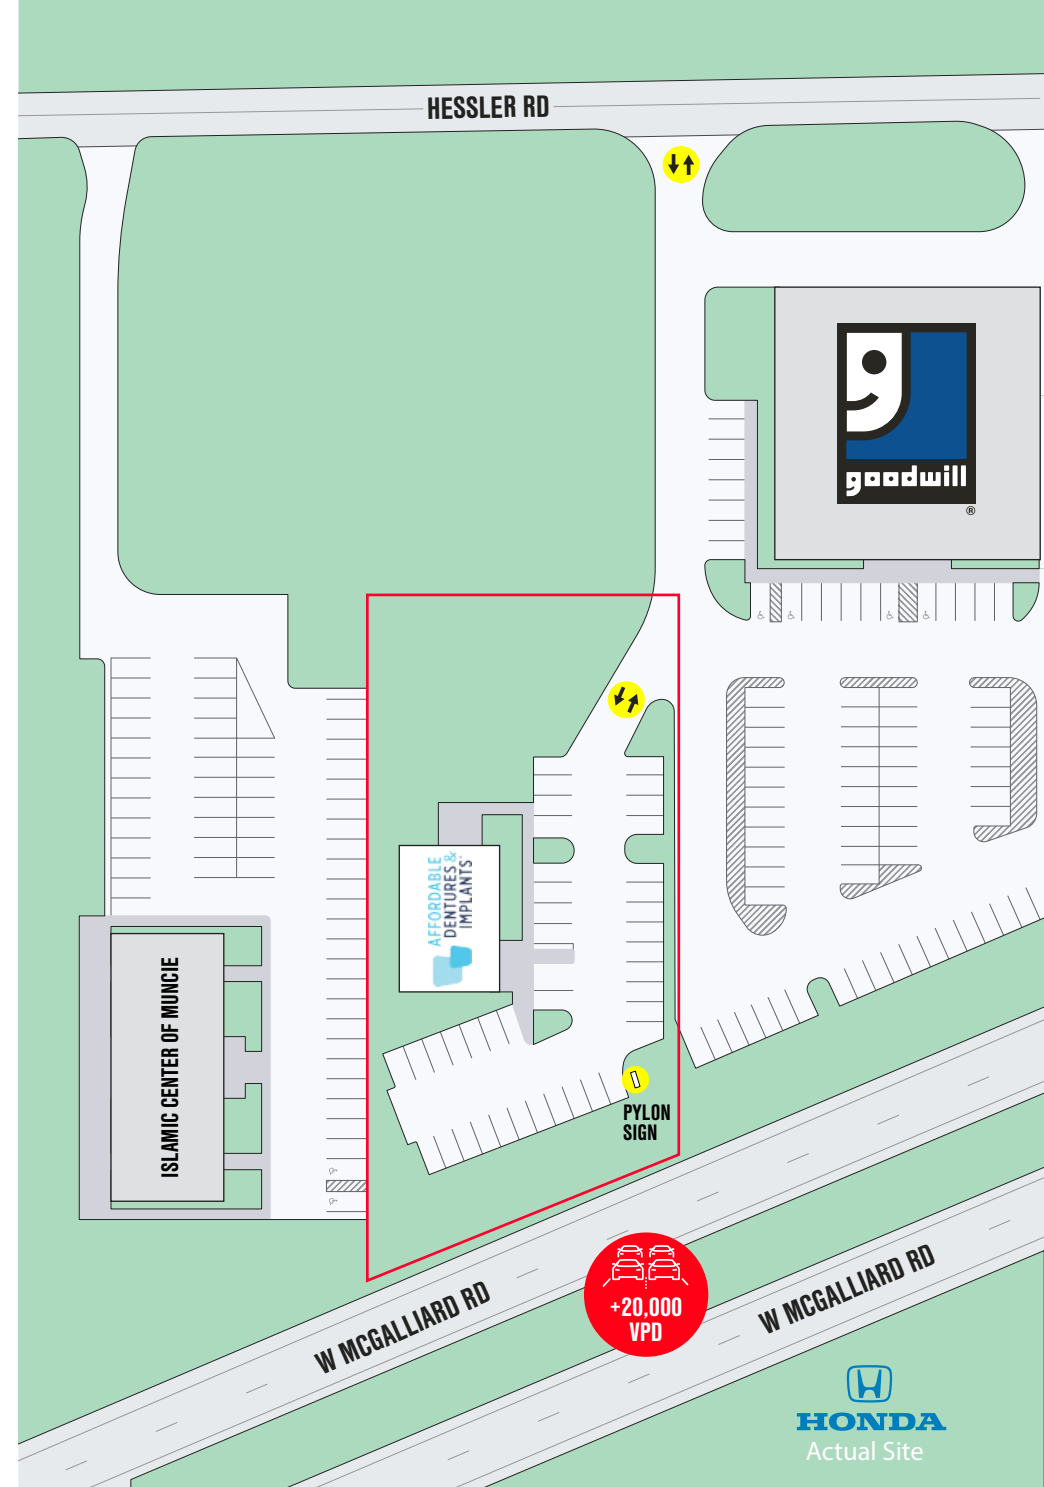 HESSLER RD
goodwill
®
AFFORDABLE
DENTURES &
IMPLANTS
ISLAMIC CENTER OF MUNCIE
PYLON
SIGN
+20,000
VPD
W MCGALLIARD RD
W MCGALLIARD RD
HONDA
Actual Site